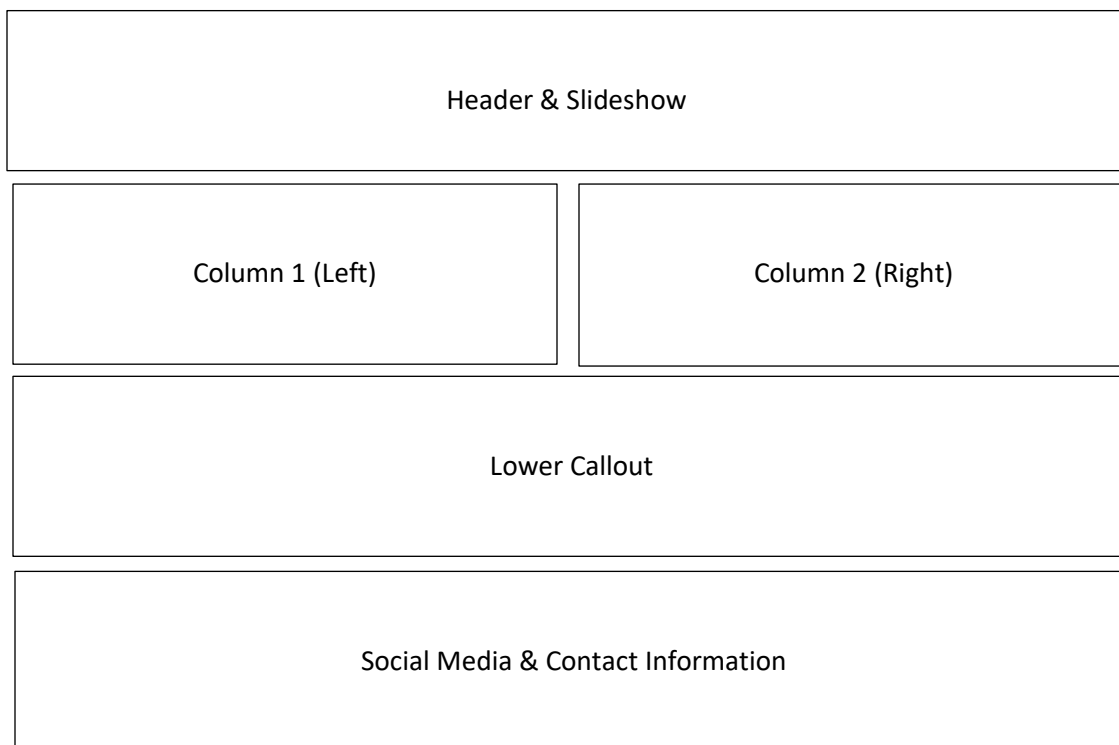 Header & Slideshow
Column 1 (Left)
Column 2 (Right)
Lower Callout
Social Media & Contact Information